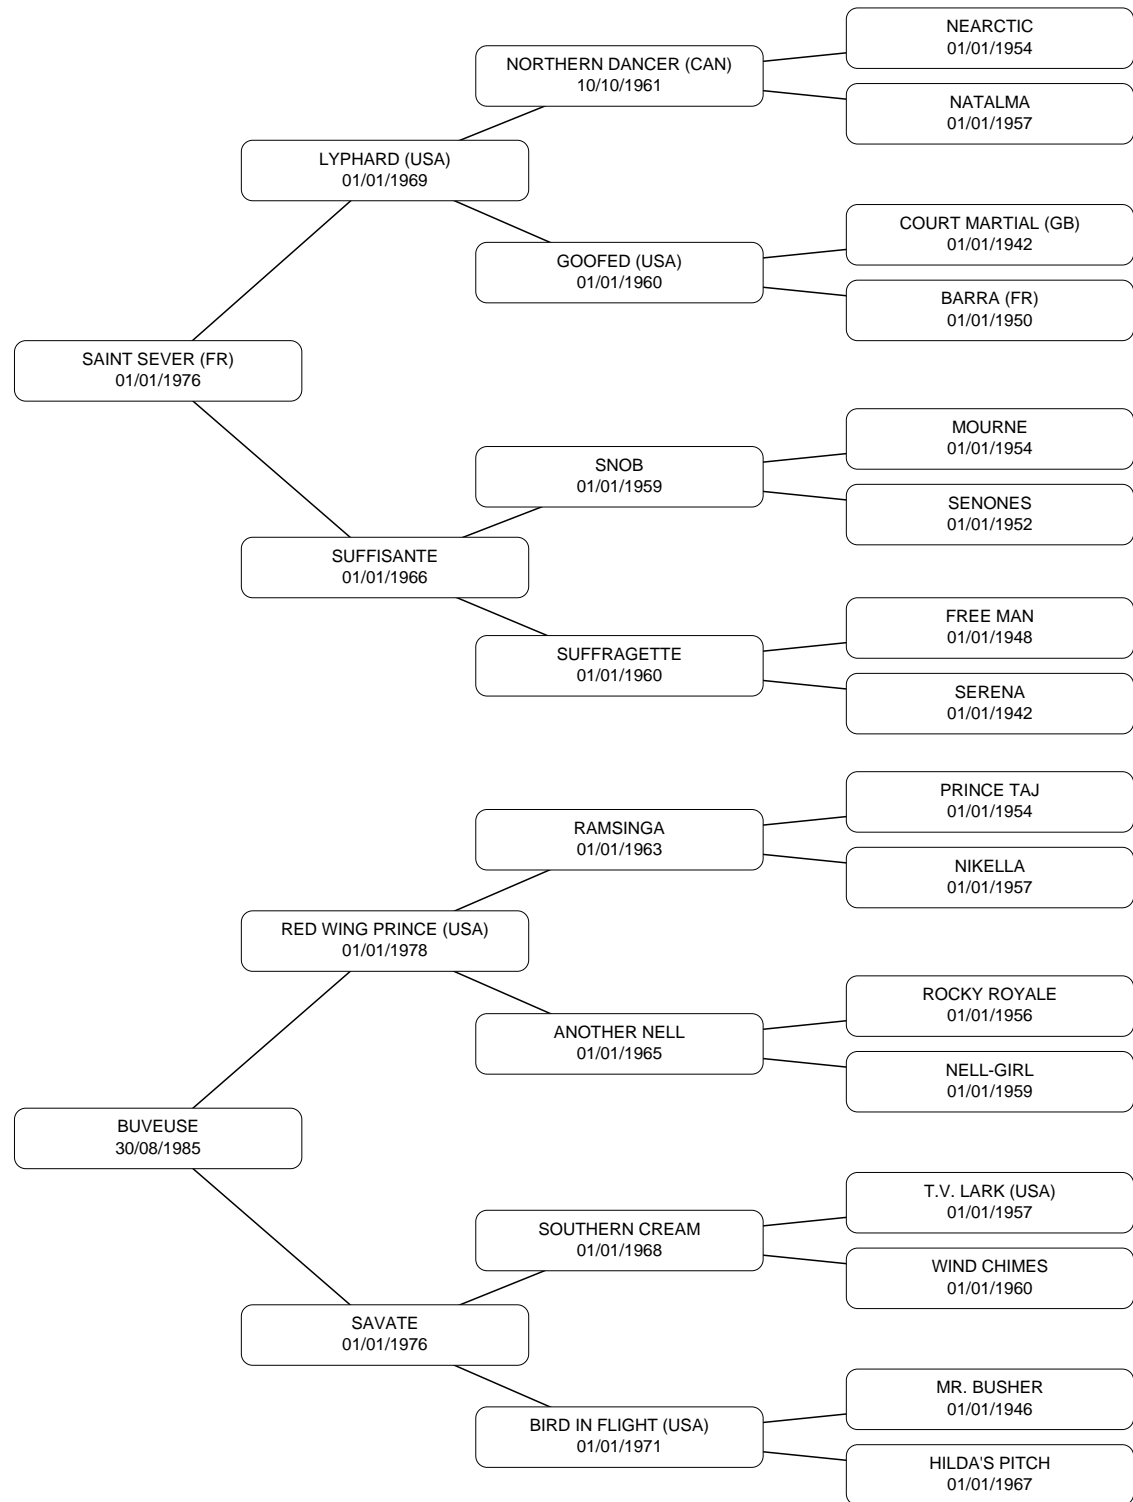 NEARCTIC
01/01/1954
NORTHERN DANCER (CAN)
10/10/1961
NATALMA
01/01/1957
LYPHARD (USA)
01/01/1969
COURT MARTIAL (GB)
01/01/1942
GOOFED (USA)
01/01/1960
BARRA (FR)
01/01/1950
SAINT SEVER (FR)
01/01/1976
MOURNE
01/01/1954
SNOB
01/01/1959
SENONES
01/01/1952
SUFFISANTE
01/01/1966
FREE MAN
01/01/1948
SUFFRAGETTE
01/01/1960
SERENA
01/01/1942
PRINCE TAJ
01/01/1954
RAMSINGA
01/01/1963
NIKELLA
01/01/1957
RED WING PRINCE (USA)
01/01/1978
ROCKY ROYALE
01/01/1956
ANOTHER NELL
01/01/1965
NELL-GIRL
01/01/1959
BUVEUSE
30/08/1985
T.V. LARK (USA)
01/01/1957
SOUTHERN CREAM
01/01/1968
WIND CHIMES
01/01/1960
SAVATE
01/01/1976
MR. BUSHER
01/01/1946
BIRD IN FLIGHT (USA)
01/01/1971
HILDA'S PITCH
01/01/1967